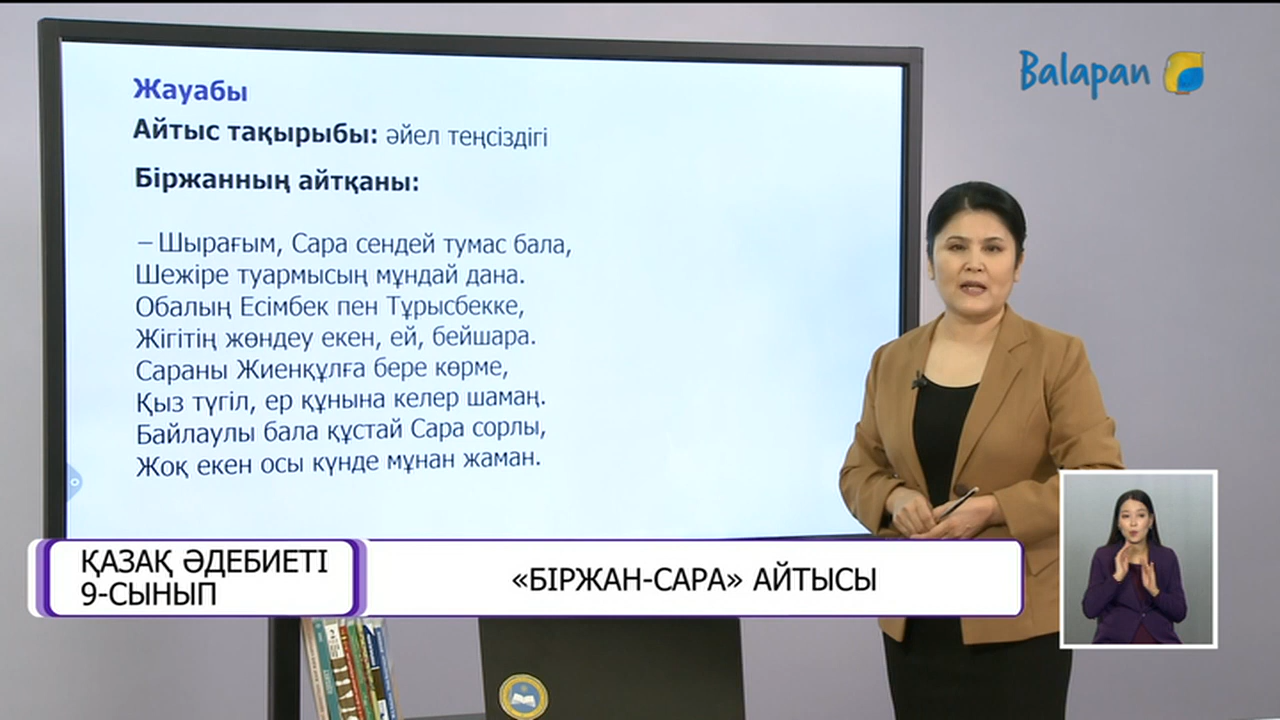 Balapan
Жауабы
Айтыс тақырыбы: әйел теңсіздігі
Біржанның айтқаны:
– Шырағым, Сара сендей тумас бала,
Шежіре туармысың мұндай дана.
Обалың Есімбек пен Тұрысбекке,
Жігітің жөндеу екен, ей, бейшара.
Сараны Жиенқұлға бере көрме,
Қыз түгіл, ер құнына келер шамаң.
Байлаулы бала құстай Сара сорлы,
Жоқ екен осы күнде мұнан жаман.
ҚАЗАҚ ӘДЕБИЕТІ
9-СЫНЫП
«БІРЖАН-САРА» АЙТЫСЫ